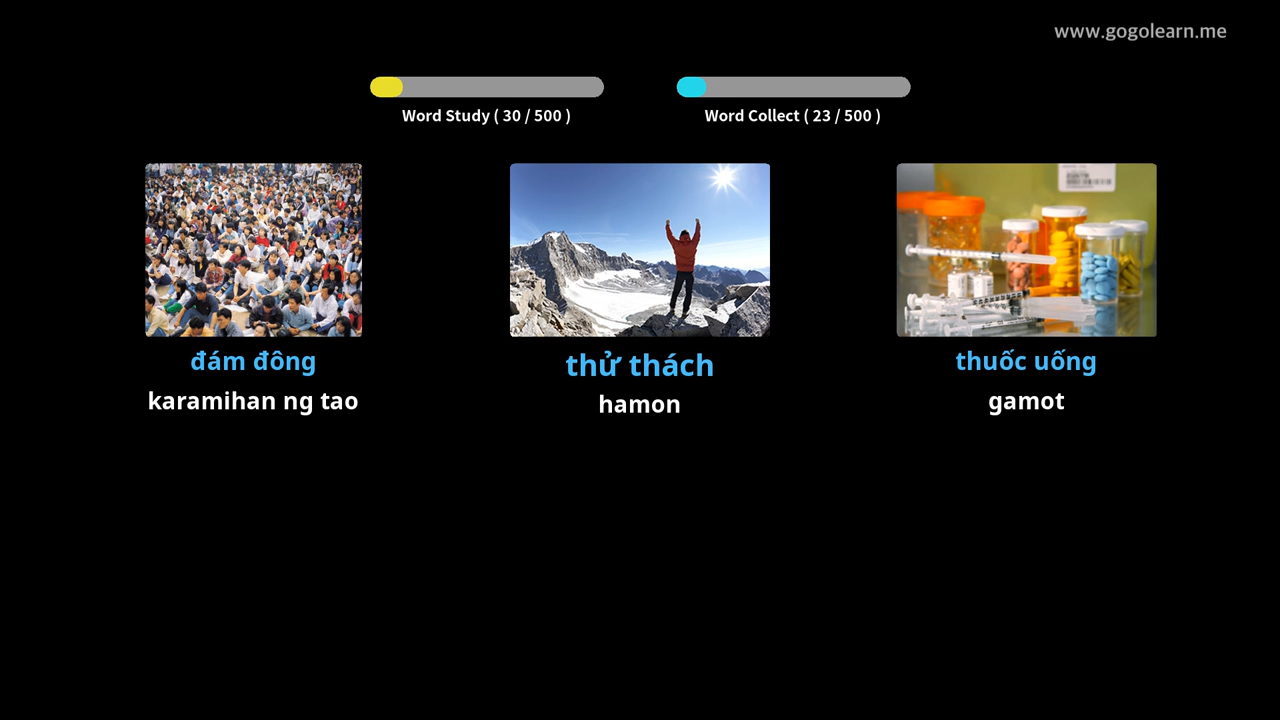 www.gogolearn.me
Word Study ( 30 / 500 )
Word Collect ( 23 / 500 )
đám đông
karamihan ng tao
thử thách
hamon
thuốc uống
gamot